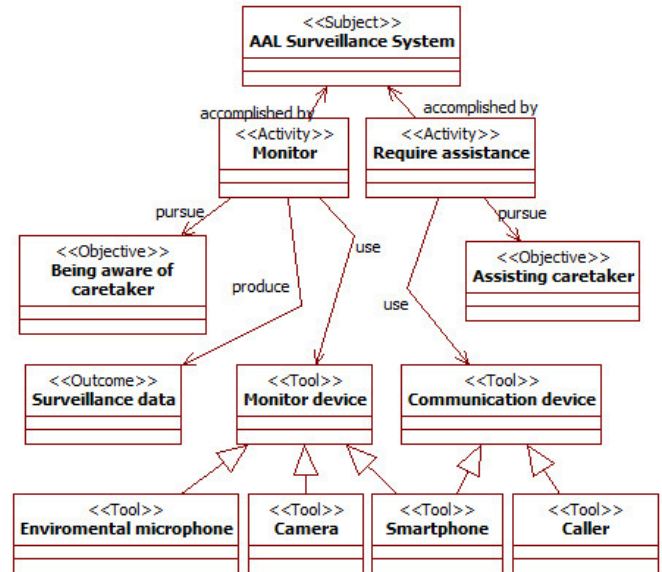 <<Subject>>
AAL Surveillance System
accomplished by
accomplished by
<<Activity>>
Monitor
<<Activity>>
Require assistance
pursue
pursue
<<Objective>>
Being aware of
caretaker
use
<<Objective>>
Assisting caretaker
produce
use
<<Outcome>>
Surveillance data
<<Tool>>
Monitor device
<<Tool>>
Communication device
<<Tool>>
Enviromental microphone
<<Tool>>
Camera
<<Tool>>
Smartphone
<<Tool>>
Caller